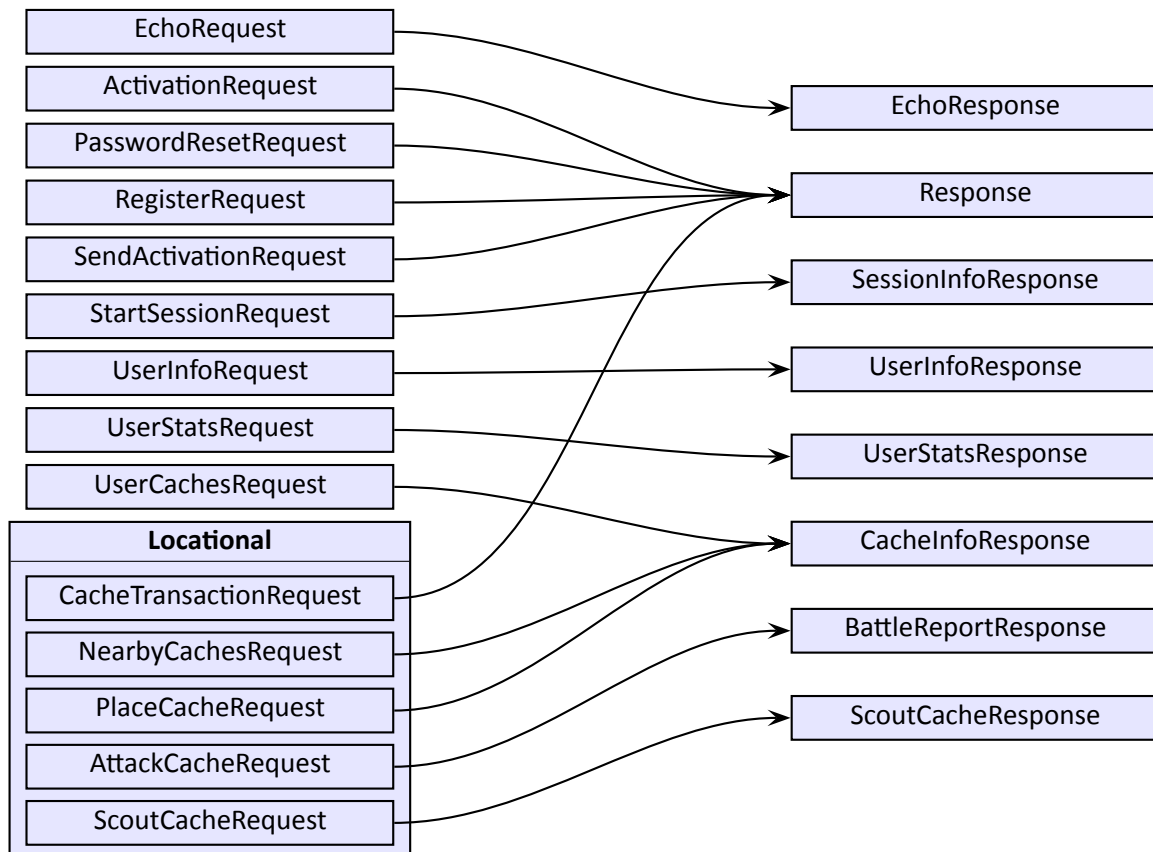 EchoRequest
ActivationRequest
PasswordResetRequest
RegisterRequest
SendActivationRequest
StartSessionRequest
UserInfoRequest
UserStatsRequest
UserCachesRequest
Locational
CacheTransactionRequest
NearbyCachesRequest
PlaceCacheRequest
AttackCacheRequest
ScoutCacheRequest
EchoResponse
Response
SessionInfoResponse
UserInfoResponse
UserStatsResponse
CacheInfoResponse
BattleReportResponse
ScoutCacheResponse